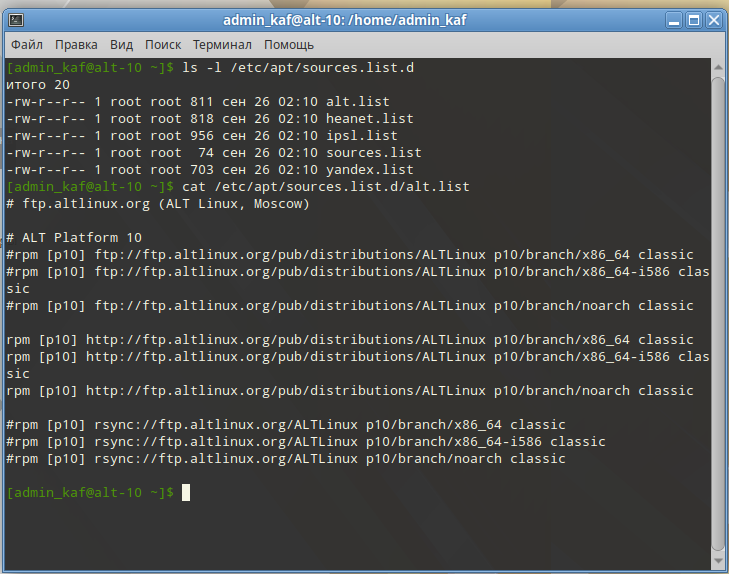 admin_kaf@alt-10: /home/admin_kaf
Файл Правка Вид Поиск Терминал Помощь
[admin_kaf@alt-10 ~]$ ls -l /etc/apt/sources.list.d
итого 20
-rw-r--r-- 1 root root 811 сен 26 02:10 alt.list
-rw-r--r-- 1 root root 818 сен 26 02:10 heanet.list
-rw-r--r-- 1 root root 956 сен 26 02:10 ipsl.list
-rw-r--r-- 1 root root  74 сен 26 02:10 sources.list
-rw-r--r-- 1 root root 703 сен 26 02:10 yandex.list
[admin_kaf@alt-10 ~]$ cat /etc/apt/sources.list.d/alt.list
# ftp.altlinux.org (ALT Linux, Moscow)
# ALT Platform 10
#rpm [p10] ftp://ftp.altlinux.org/pub/distributions/ALTLinux p10/branch/x86_64 classic
#rpm [p10] ftp://ftp.altlinux.org/pub/distributions/ALTLinux p10/branch/x86_64-i586 clas
sic
#rpm [p10] ftp://ftp.altlinux.org/pub/distributions/ALTLinux p10/branch/noarch classic
rpm [p10] http://ftp.altlinux.org/pub/distributions/ALTLinux p10/branch/x86_64 classic
rpm [p10] http://ftp.altlinux.org/pub/distributions/ALTLinux p10/branch/x86_64-i586 clas
sic
rpm [p10] http://ftp.altlinux.org/pub/distributions/ALTLinux p10/branch/noarch classic
#rpm [p10] rsync://ftp.altlinux.org/ALTLinux p10/branch/x86_64 classic
#rpm [p10] rsync://ftp.altlinux.org/ALTLinux p10/branch/x86_64-i586 classic
#rpm [p10] rsync://ftp.altlinux.org/ALTLinux p10/branch/noarch classic
[admin_kaf@alt-10 ~]$